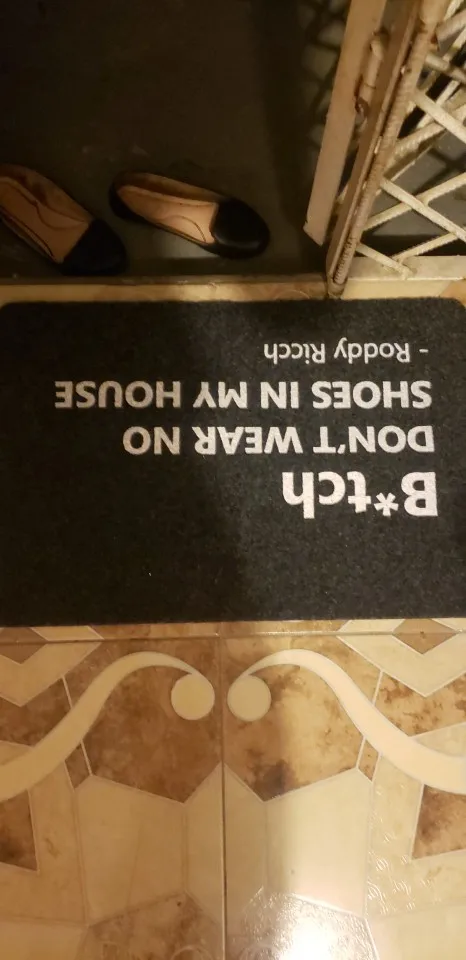 B*tch
DON'T WEAR NO
SHOES IN MY HOUSE
- Roddy Ricch